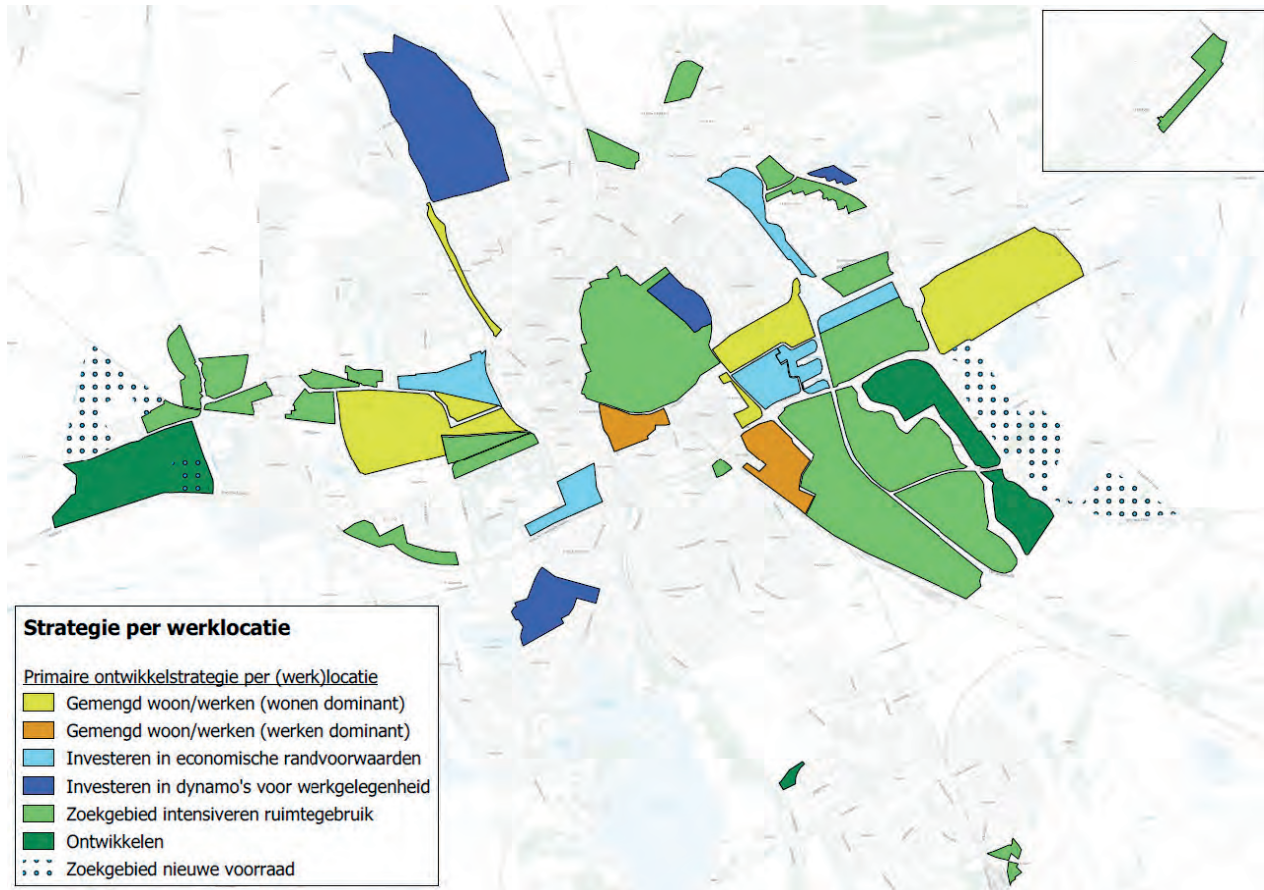 Strategie per werklocatie
Primaire ontwikkelstrategie per (werk)locatie
Gemengd woon/werken (wonen dominant)
Gemengd woon/werken (werken dominant)
Investeren in economische randvoorwaarden
Investeren in dynamo's voor werkgelegenheid
Zoekgebied intensiveren ruimtegebruik
Ontwikkelen
Zoekgebied nieuwe voorraad